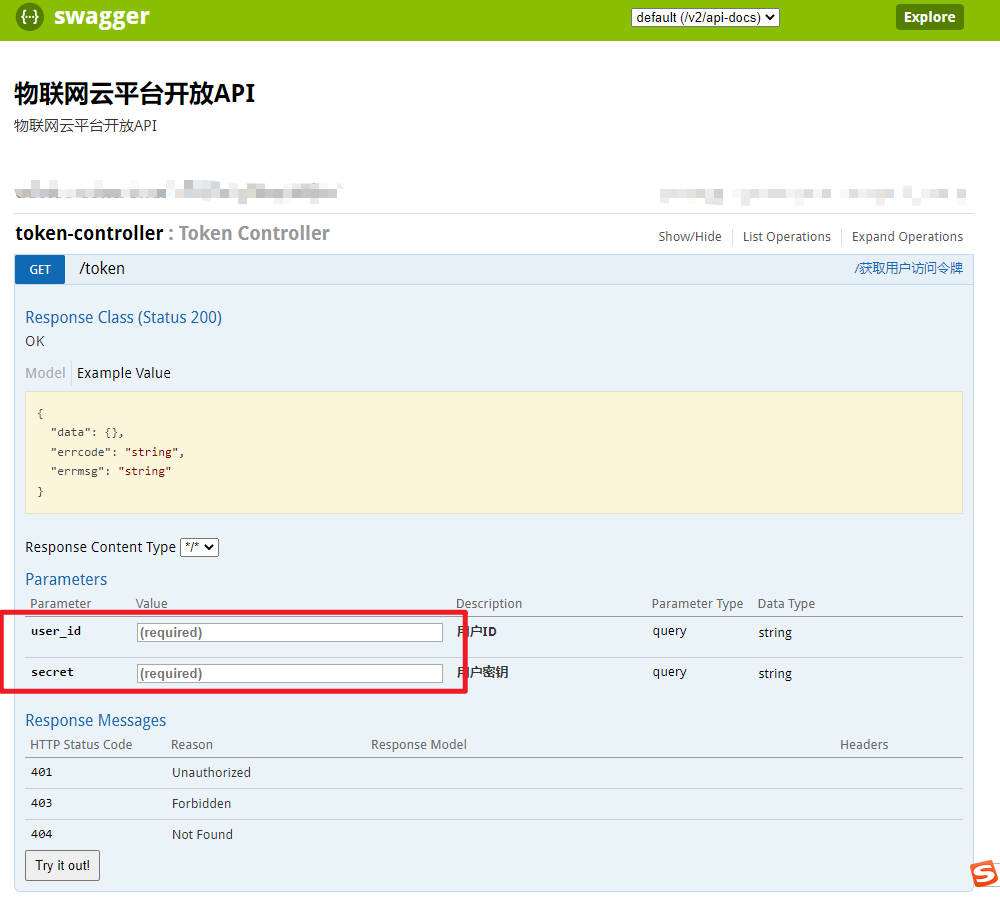 {··} swagger default (/v2/api-docs) Explore
物联网云平台开放API
物联网云平台开放API
token-controller : Token Controller Show/Hide List Operations Expand Operations
GET /token /获取用户访问令牌
Response Class (Status 200)
OK
Model Example Value
{
"data": {},
"errcode": "string",
"errmsg": "string"
}
Response Content Type */*
Parameters
Parameter Value Description Parameter Type Data Type
user_id (required) 用户ID query string
secret (required) 用户密钥 query string
Response Messages
HTTP Status Code Reason Response Model Headers
401 Unauthorized
403 Forbidden
404 Not Found
Try it out!
S